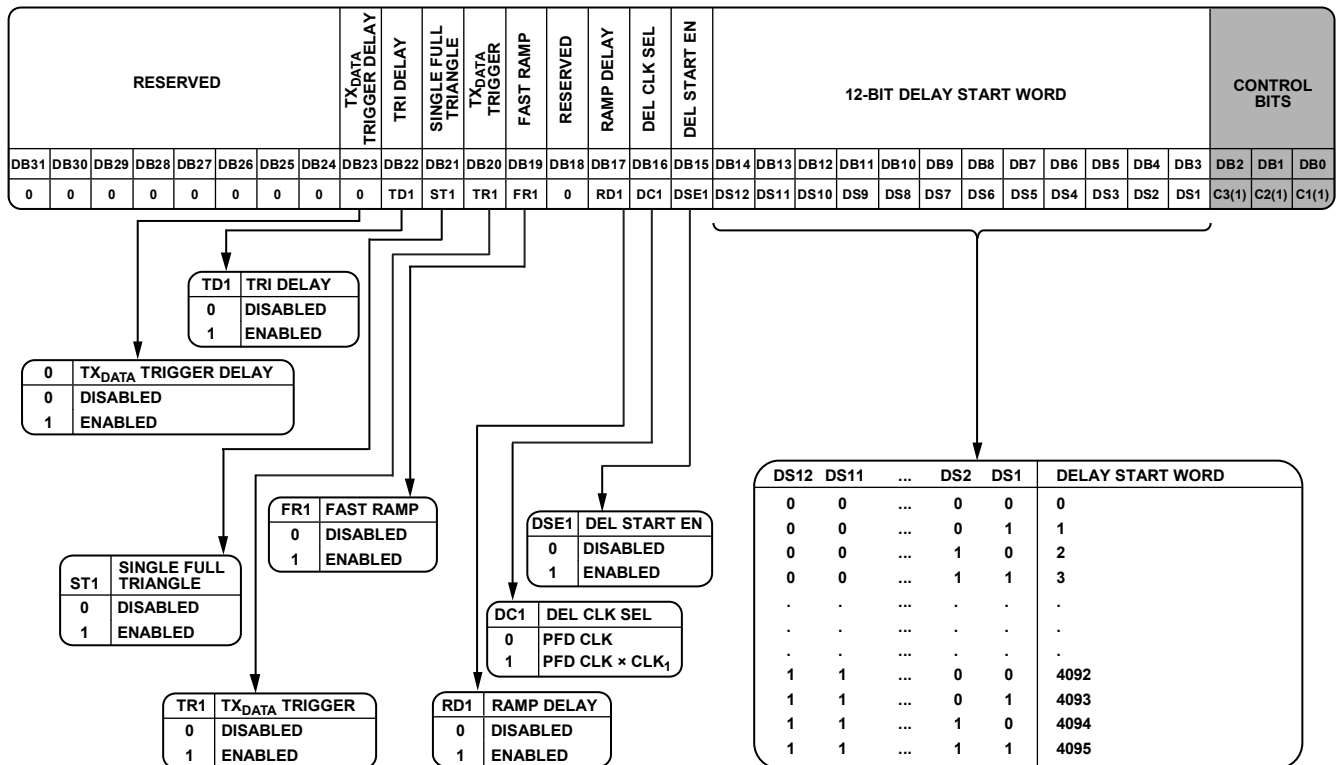 RESERVED
TXDATA TRIGGER DELAY
TRI DELAY
SINGLE FULL TRIANGLE
TXDATA TRIGGER
FAST RAMP
RESERVED
RAMP DELAY
DEL CLK SEL
DEL START EN
12-BIT DELAY START WORD
CONTROL BITS
DB31 DB30 DB29 DB28 DB27 DB26 DB25 DB24 DB23 DB22 DB21 DB20 DB19 DB18 DB17 DB16 DB15 DB14 DB13 DB12 DB11 DB10 DB9 DB8 DB7 DB6 DB5 DB4 DB3 DB2 DB1 DB0
0 0 0 0 0 0 0 0 0 TD1 ST1 TR1 FR1 0 RD1 DC1 DSE1 DS12 DS11 DS10 DS9 DS8 DS7 DS6 DS5 DS4 DS3 DS2 DS1 C3(1) C2(1) C1(1)
TD1 TRI DELAY
0 DISABLED
1 ENABLED
0 TXDATA TRIGGER DELAY
0 DISABLED
1 ENABLED
ST1 SINGLE FULL TRIANGLE
0 DISABLED
1 ENABLED
TR1 TXDATA TRIGGER
0 DISABLED
1 ENABLED
FR1 FAST RAMP
0 DISABLED
1 ENABLED
DSE1 DEL START EN
0 DISABLED
1 ENABLED
DC1 DEL CLK SEL
0 PFD CLK
1 PFD CLK × CLK1
RD1 RAMP DELAY
0 DISABLED
1 ENABLED
DS12 DS11 ... DS2 DS1 DELAY START WORD
0 0 ... 0 0 0
0 0 ... 0 1 1
0 0 ... 1 0 2
0 0 ... 1 1 3
. . ... . . .
. . ... . . .
. . ... . . .
1 1 ... 0 0 4092
1 1 ... 0 1 4093
1 1 ... 1 0 4094
1 1 ... 1 1 4095